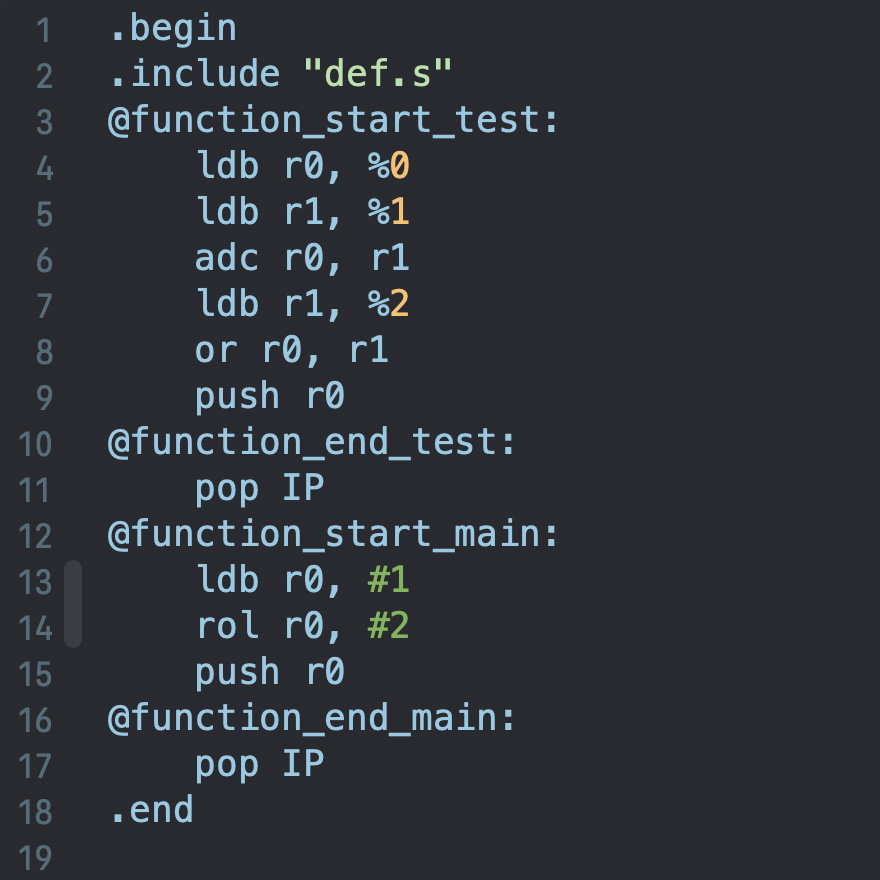 1 .begin
2 .include "def.s"
3 @function_start_test:
4 ldb r0, %0
5 ldb r1, %1
6 adc r0, r1
7 ldb r1, %2
8 or r0, r1
9 push r0
10 @function_end_test:
11 pop IP
12 @function_start_main:
13 ldb r0, #1
14 rol r0, #2
15 push r0
16 @function_end_main:
17 pop IP
18 .end
19